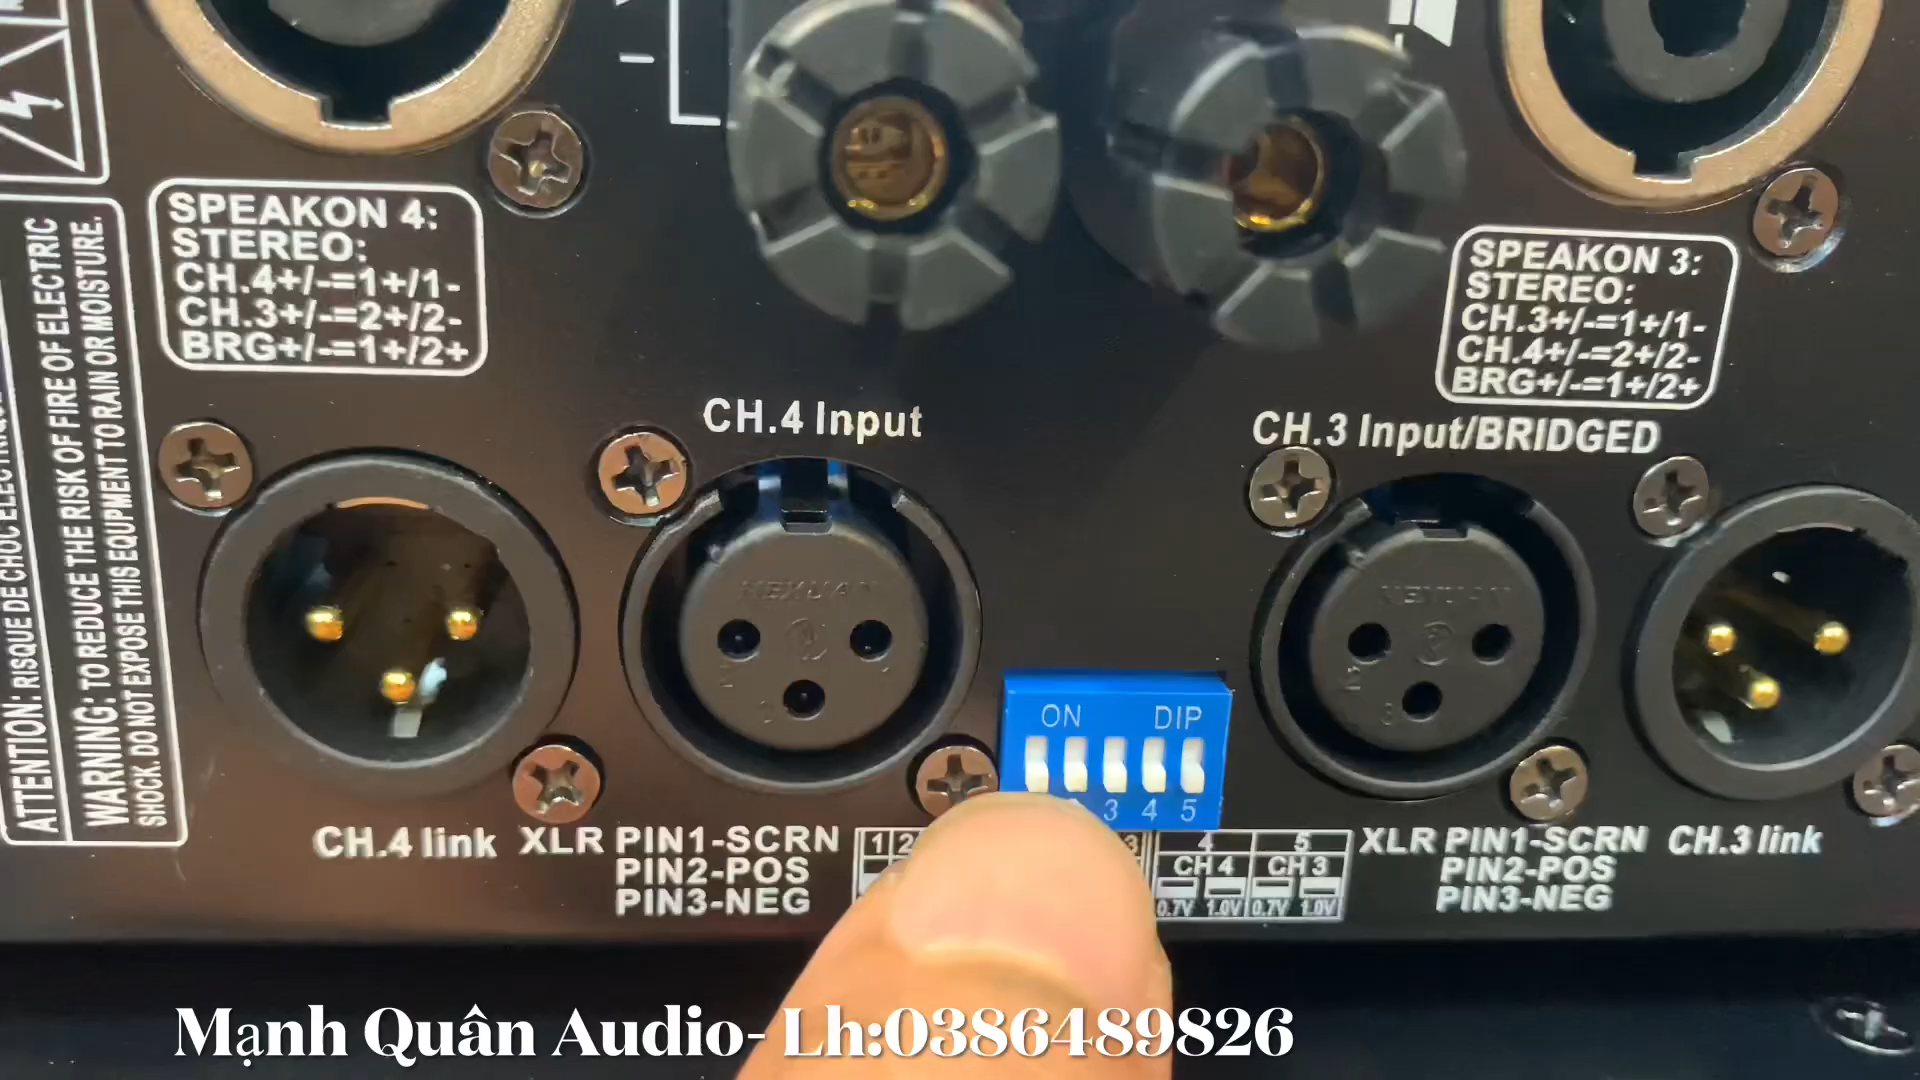 SPEAKON 4:
STEREO:
CH.4+/-=1+/1-
CH.3+/-=2+/2-
BRG+/-=1+/2+
SPEAKON 3:
STEREO:
CH.3+/-=1+/1-
CH.4+/-=2+/2-
BRG+/-=1+/2+
ATTENTION: RISQUE DE CHOC
WARNING: TO REDUCE THE RISK OF FIRE OF ELECTRIC
SHOCK. DO NOT EXPOSE THIS EQUPMENT TO RAIN OR MOISTURE.
CH.4 Input
CH.3 Input/BRIDGED
ON DIP
3 4 5
CH.4 link
XLR PIN1-SCRN
PIN2-POS
PIN3-NEG
1 2
3
4 5
CH 4 CH 3
0.7V 1.0V 0.7V 1.0V
XLR PIN1-SCRN
PIN2-POS
PIN3-NEG
CH.3 link
Mạnh Quân Audio- Lh:0386489826